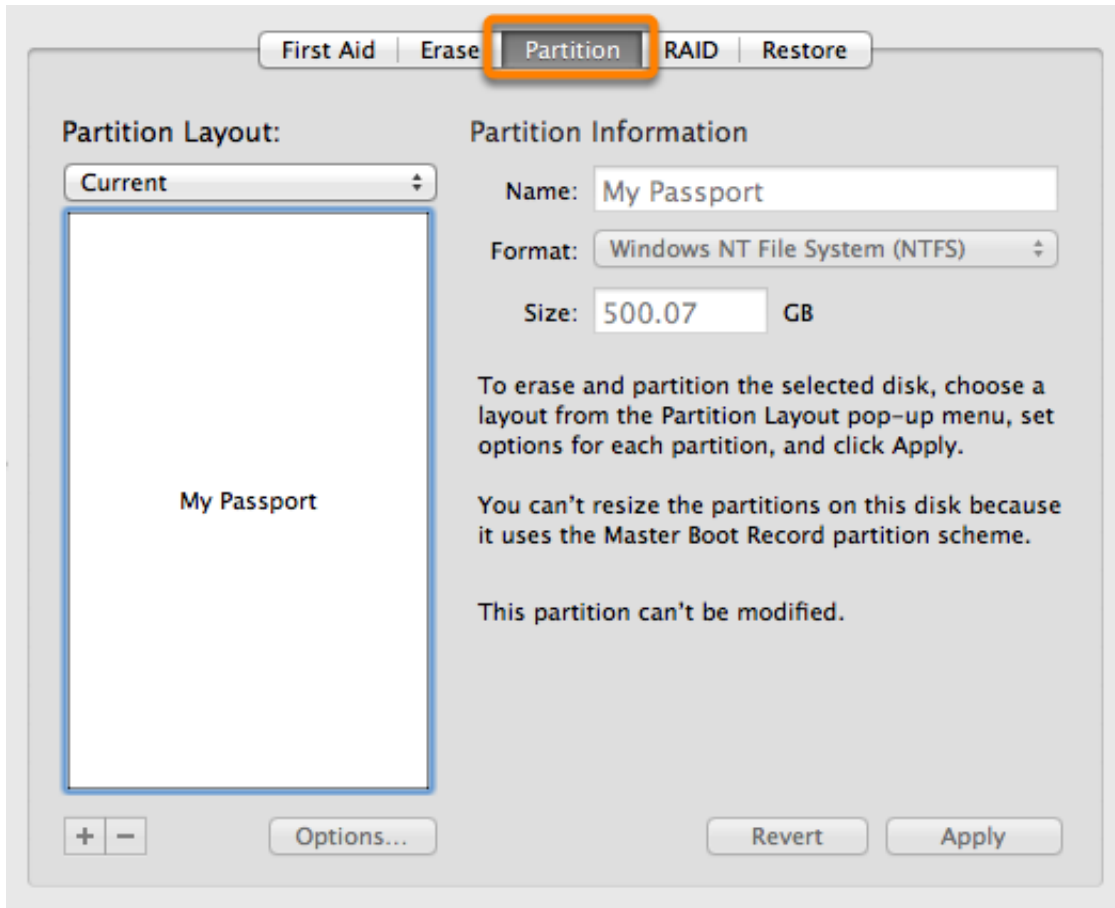 First Aid Erase Partition RAID Restore
Partition Layout:
Current
My Passport
Options...
Partition Information
Name: My Passport
Format: Windows NT File System (NTFS)
Size: 500.07 GB
To erase and partition the selected disk, choose a
layout from the Partition Layout pop-up menu, set
options for each partition, and click Apply.
You can't resize the partitions on this disk because
it uses the Master Boot Record partition scheme.
This partition can't be modified.
Revert Apply